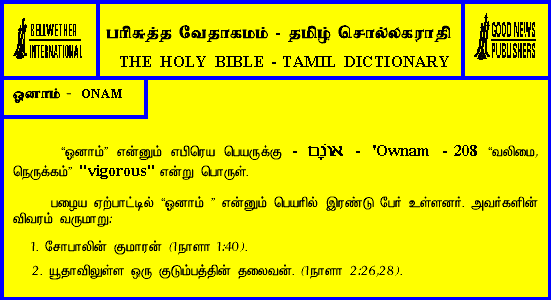 BELLWETHER
INTERNATIONAL
பரிசுத்த வேதாகமம் - தமிழ் சொல்லகராதி
THE HOLY BIBLE - TAMIL DICTIONARY
GOOD NEWS
PUBLISHERS
ஓனாம் - ONAM
“ஓனாம்” என்னும் எபிரெய பெயருக்கு - אוֹנָם - 'Ownam - 208 “வலிமை,
நெருக்கம்” "vigorous" என்று பொருள்.
பழைய ஏற்பாட்டில் “ஓனாம் ” என்னும் பெயரில் இரண்டு பேர் உள்ளனர். அவர்களின்
விவரம் வருமாறு:
1. சோபாலின் குமாரன் (1நாளா 1:40).
2. யூதாவிலுள்ள ஒரு குடும்பத்தின் தலைவன். (1நாளா 2:26,28).